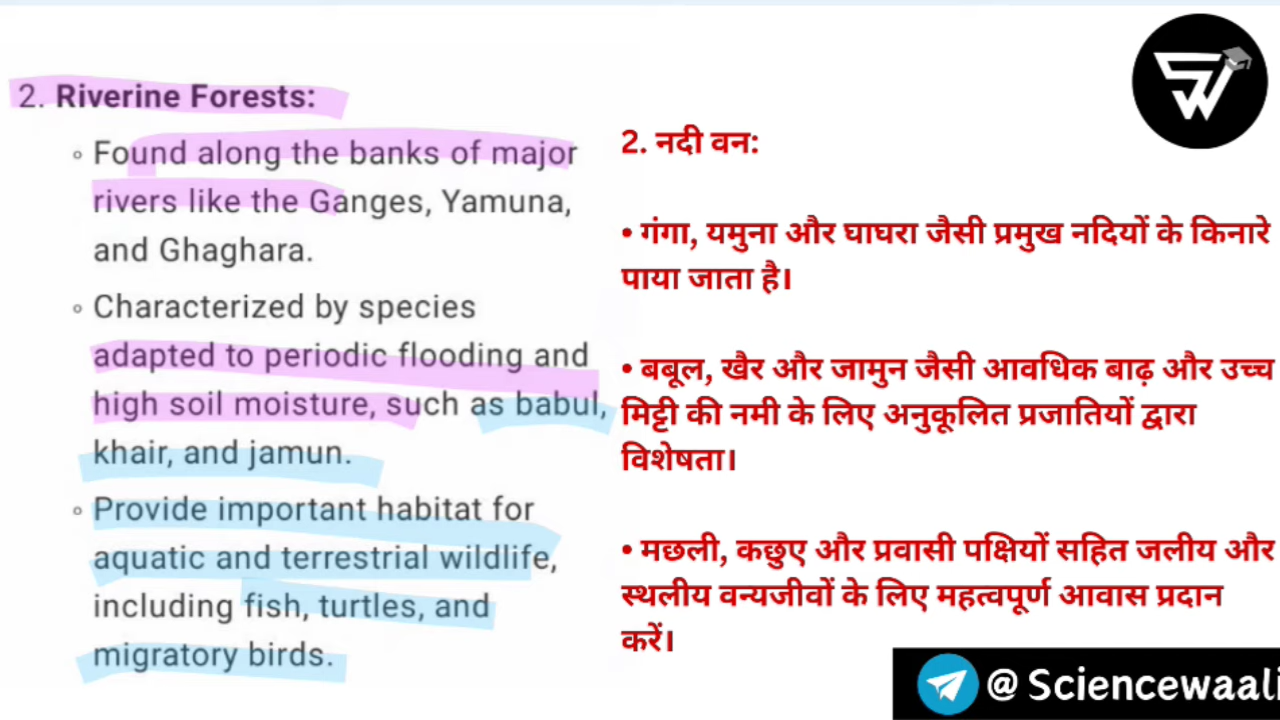 2. Riverine Forests:
◦ Found along the banks of major
rivers like the Ganges, Yamuna,
and Ghaghara.
◦ Characterized by species
adapted to periodic flooding and
high soil moisture, such as babul,
khair, and jamun.
◦ Provide important habitat for
aquatic and terrestrial wildlife,
including fish, turtles, and
migratory birds.
2. नदी वन:
• गंगा, यमुना और घाघरा जैसी प्रमुख नदियों के किनारे
पाया जाता है।
• बबूल, खैर और जामुन जैसी आवधिक बाढ़ और उच्च
मिट्टी की नमी के लिए अनुकूलित प्रजातियों द्वारा
विशेषता।
• मछली, कछुए और प्रवासी पक्षियों सहित जलीय और
स्थलीय वन्यजीवों के लिए महत्वपूर्ण आवास प्रदान
करें।
SW
@ Sciencewaali